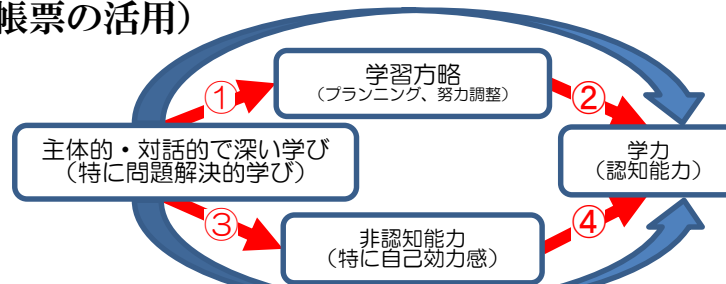 帳票の活用）
学習方略
（プランニング、努力調整）
①
②
主体的・対話的で深い学び
（特に問題解決的学び）
学力
（認知能力）
③
④
非認知能力
（特に自己効力感）